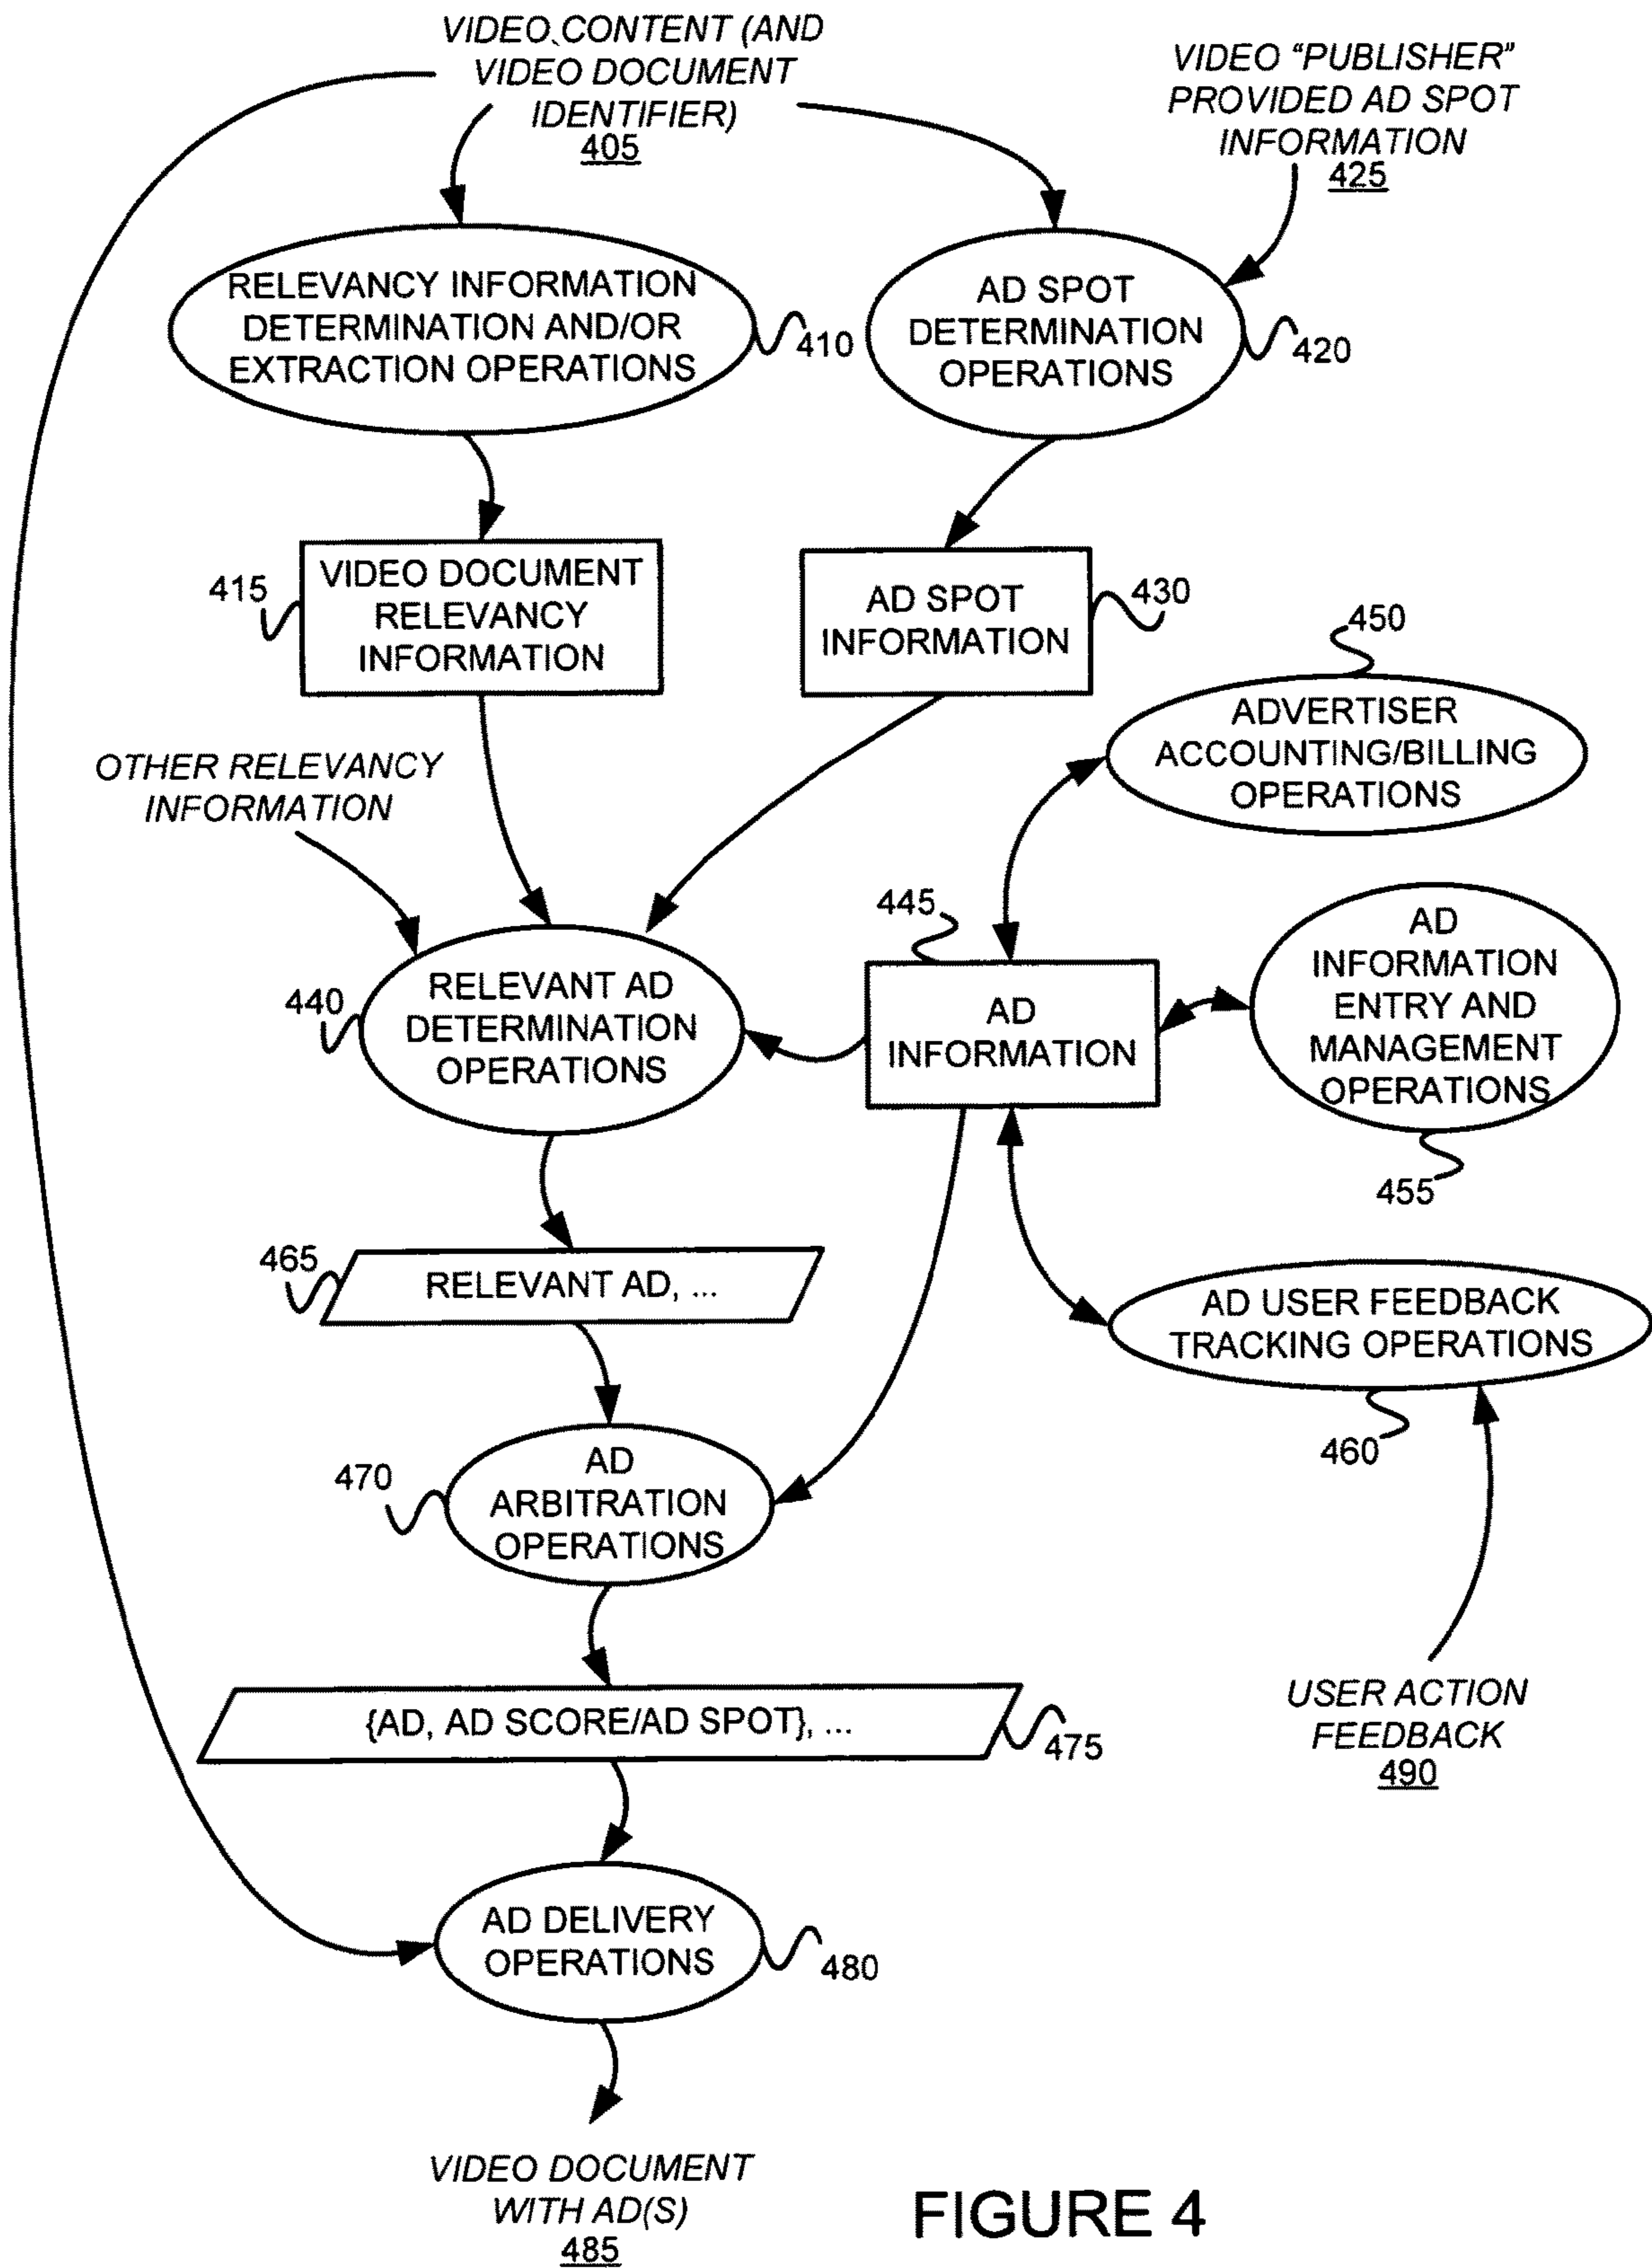 VIDEO CONTENT (AND
VIDEO DOCUMENT
IDENTIFIER)
405
VIDEO "PUBLISHER"
PROVIDED AD SPOT
INFORMATION
425
RELEVANCY INFORMATION
DETERMINATION AND/OR
EXTRACTION OPERATIONS
410
AD SPOT
DETERMINATION
OPERATIONS
420
415
VIDEO DOCUMENT
RELEVANCY
INFORMATION
AD SPOT
INFORMATION
430
450
ADVERTISER
ACCOUNTING/BILLING
OPERATIONS
OTHER RELEVANCY
INFORMATION
445
440
RELEVANT AD
DETERMINATION
OPERATIONS
AD
INFORMATION
AD
INFORMATION
ENTRY AND
MANAGEMENT
OPERATIONS
455
465
RELEVANT AD, ...
AD USER FEEDBACK
TRACKING OPERATIONS
460
470
AD
ARBITRATION
OPERATIONS
{AD, AD SCORE/AD SPOT}, ...
475
USER ACTION
FEEDBACK
490
AD DELIVERY
OPERATIONS
480
VIDEO DOCUMENT
WITH AD(S)
485
FIGURE 4